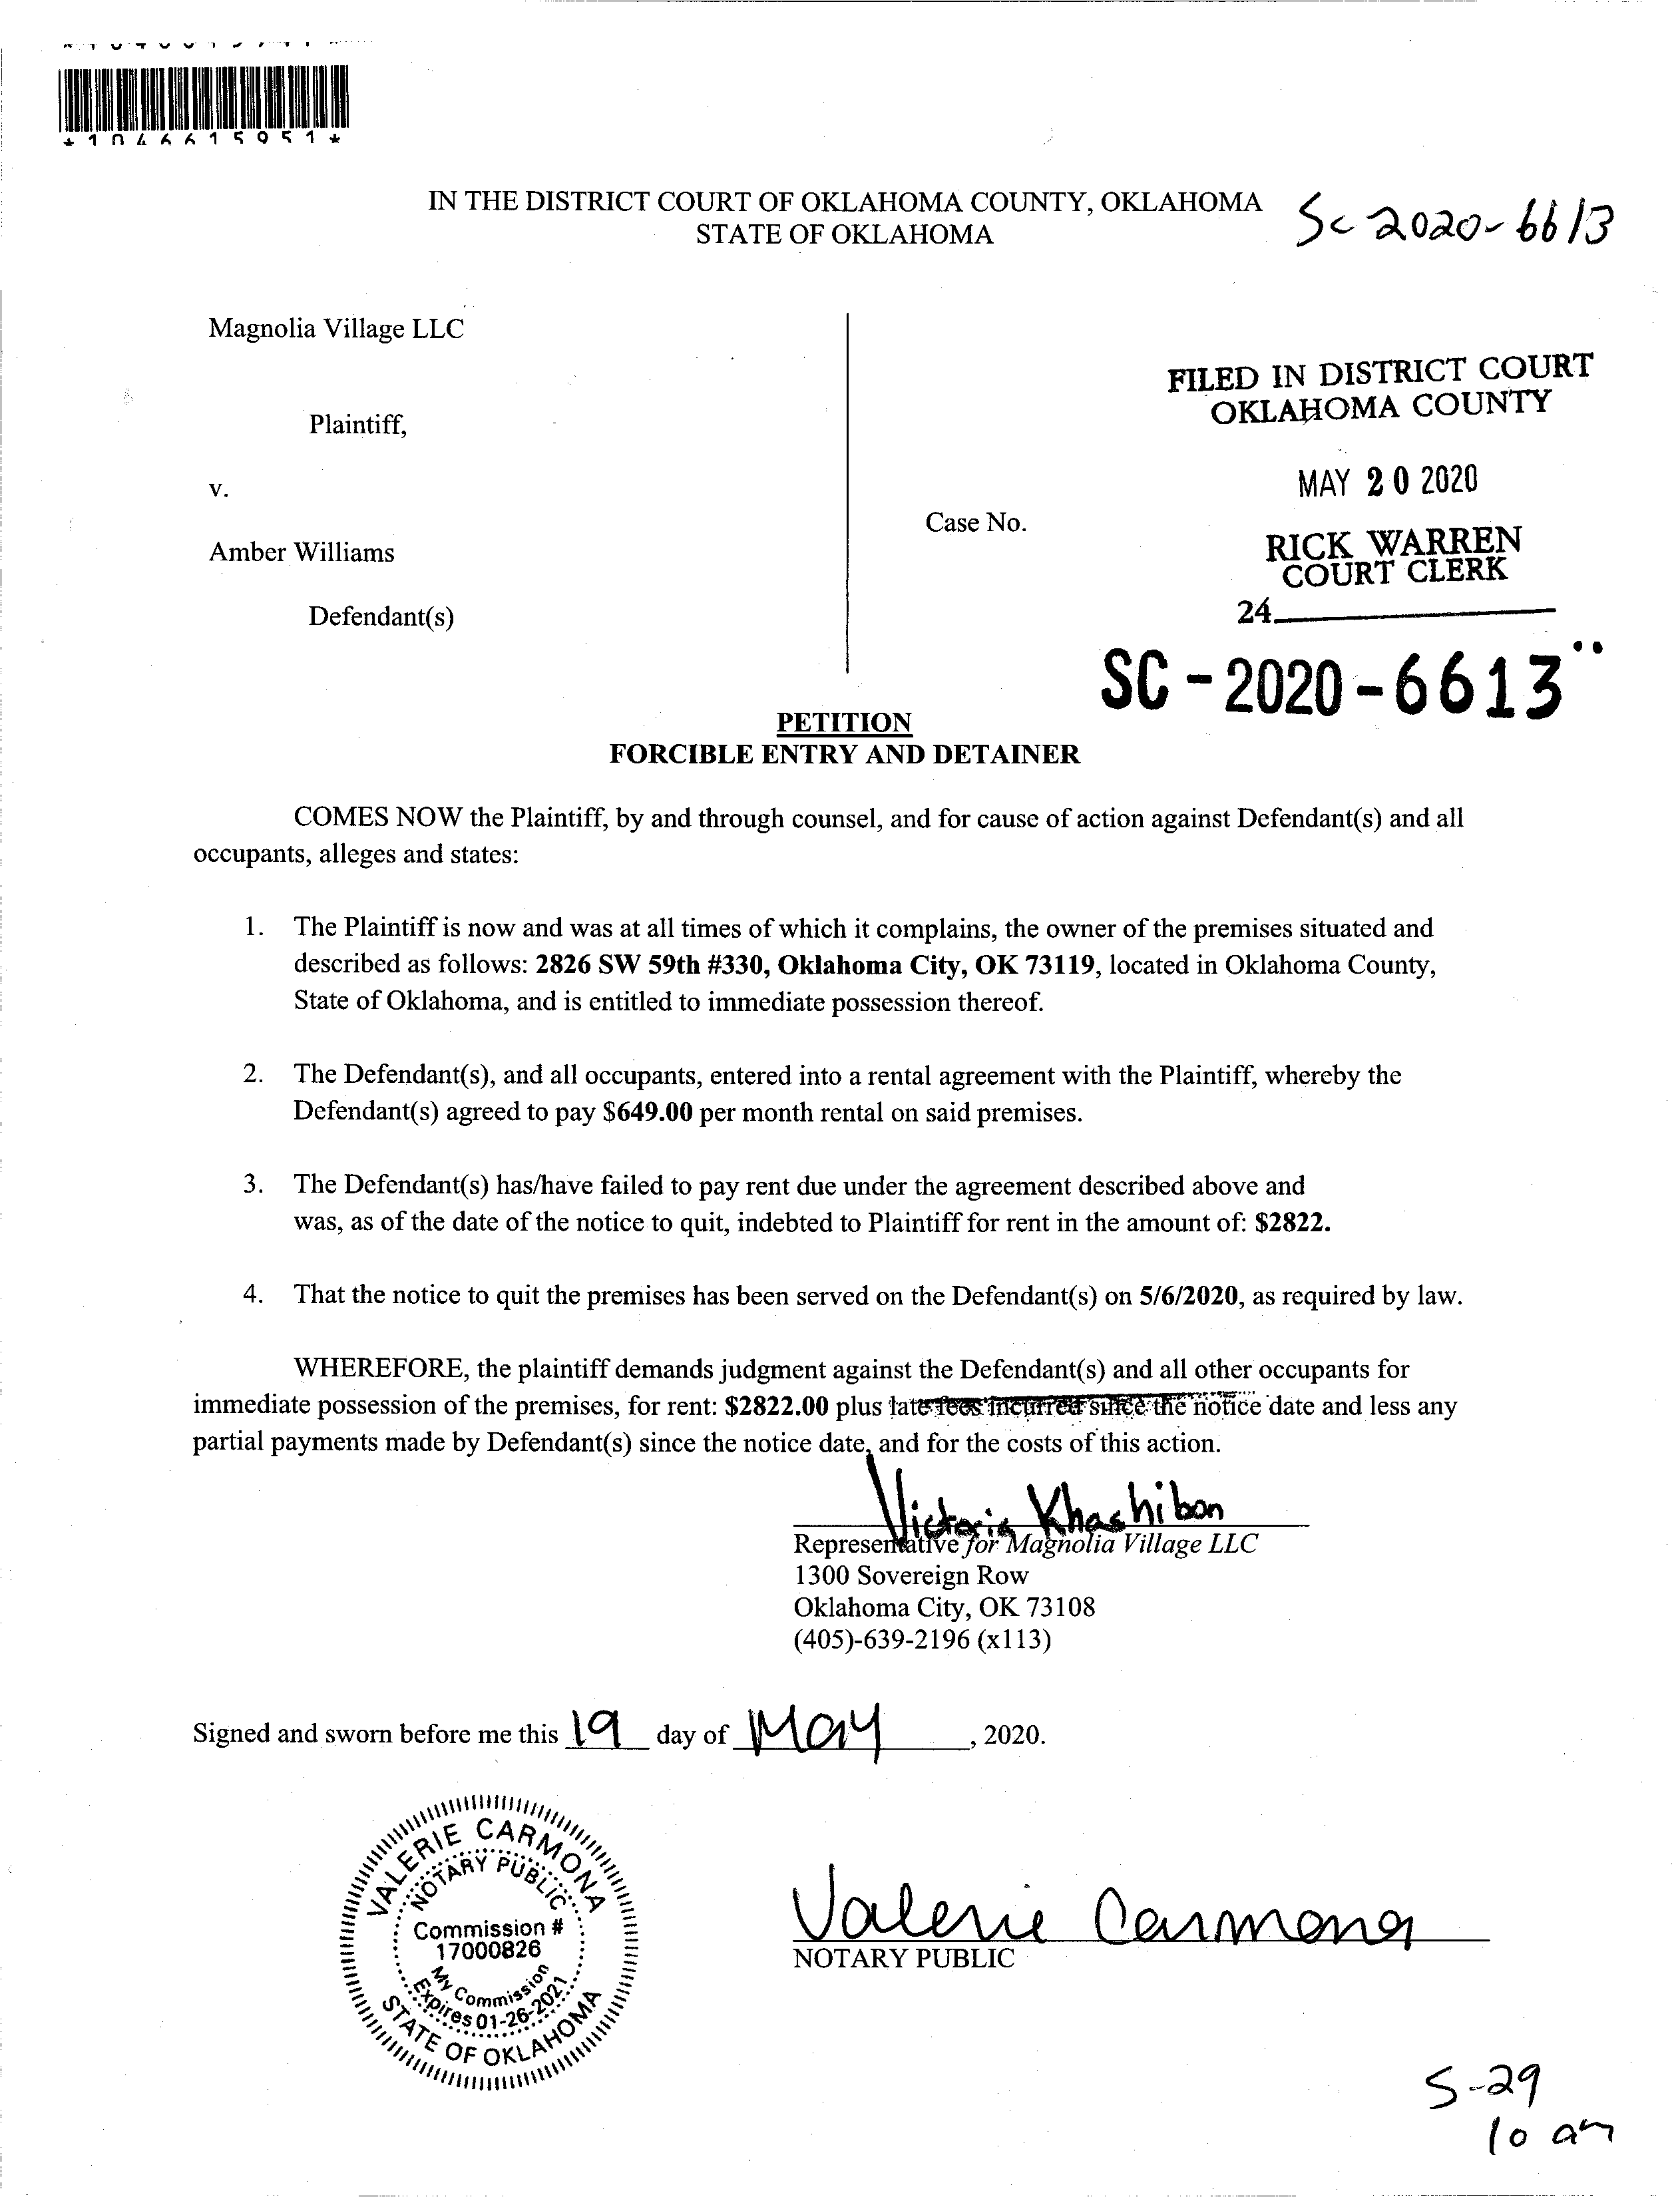 *1046615951*
IN THE DISTRICT COURT OF OKLAHOMA COUNTY, OKLAHOMA
STATE OF OKLAHOMA
Sc-2020-6613
Magnolia Village LLC
Plaintiff,
v.
Amber Williams
Defendant(s)
Case No.
FILED IN DISTRICT COURT
OKLAHOMA COUNTY
MAY 20 2020
RICK WARREN
COURT CLERK
24
SC-2020-6613
PETITION
FORCIBLE ENTRY AND DETAINER
COMES NOW the Plaintiff, by and through counsel, and for cause of action against Defendant(s) and all
occupants, alleges and states:
1. The Plaintiff is now and was at all times of which it complains, the owner of the premises situated and
described as follows: 2826 SW 59th #330, Oklahoma City, OK 73119, located in Oklahoma County,
State of Oklahoma, and is entitled to immediate possession thereof.
2. The Defendant(s), and all occupants, entered into a rental agreement with the Plaintiff, whereby the
Defendant(s) agreed to pay $649.00 per month rental on said premises.
3. The Defendant(s) has/have failed to pay rent due under the agreement described above and
was, as of the date of the notice to quit, indebted to Plaintiff for rent in the amount of: $2822.
4. That the notice to quit the premises has been served on the Defendant(s) on 5/6/2020, as required by law.
WHEREFORE, the plaintiff demands judgment against the Defendant(s) and all other occupants for
immediate possession of the premises, for rent: $2822.00 plus late fees incurred since the notice date and less any
partial payments made by Defendant(s) since the notice date, and for the costs of this action.
Victoria Khashibon
Representative for Magnolia Village LLC
1300 Sovereign Row
Oklahoma City, OK 73108
(405)-639-2196 (x113)
Signed and sworn before me this 19 day of May, 2020.
VALERIE CARMONA
NOTARY PUBLIC
Commission #
17000826
My Commission
Expires 01-26-2021
STATE OF OKLAHOMA
Valerie Carmona
NOTARY PUBLIC
5-29
10 am